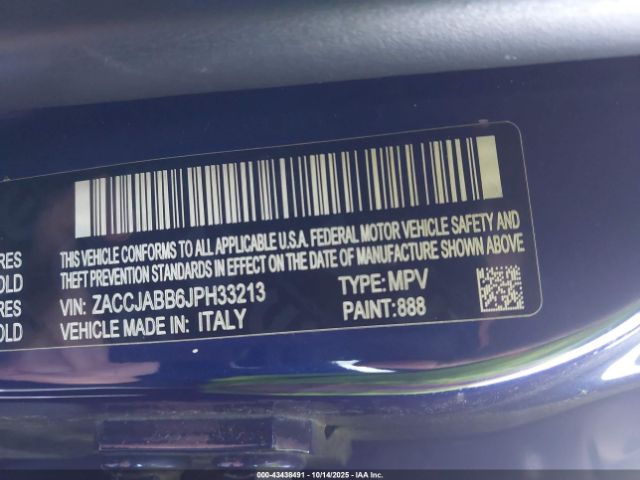 THIS VEHICLE CONFORMS TO ALL APPLICABLE U.S.A. FEDERAL MOTOR VEHICLE SAFETY AND
RES
THEFT PREVENTION STANDARDS IN EFFECT ON THE DATE OF MANUFACTURE SHOWN ABOVE
OLD
VIN: ZACCJABB6JPH33213 TYPE: MPV
RES
VEHICLE MADE IN: ITALY PAINT:888
OLD
000-43438491 - 10/14/2025 - IAA Inc.